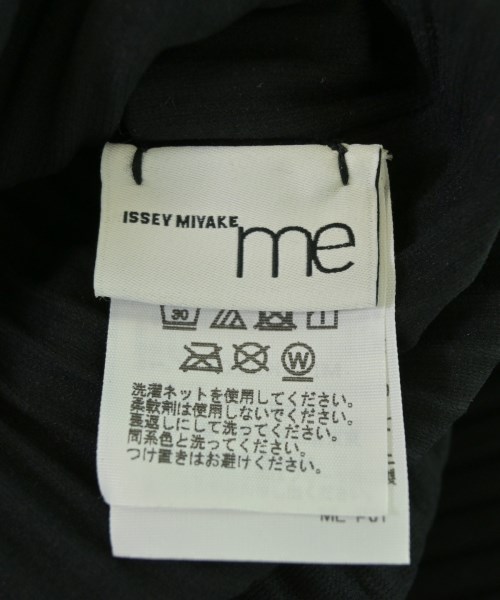 ISSEY MIYAKE me
30
W
洗濯ネットを使用してください。
柔軟剤は使用しないでください。
裏返しにして洗ってください。
同系色と洗ってください。
つけ置きはお避けください。